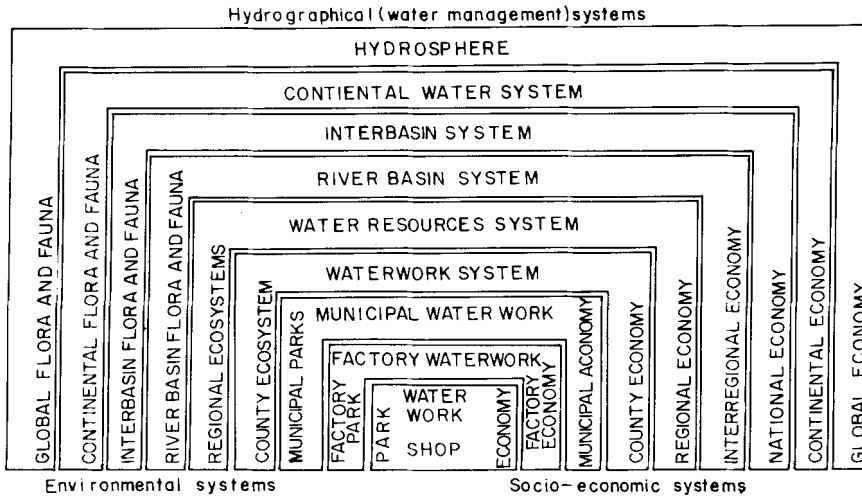 Hydrographical (water management) systems
HYDROSPHERE
CONTIENTAL WATER SYSTEM
INTERBASIN SYSTEM
RIVER BASIN SYSTEM
WATER RESOURCES SYSTEM
WATERWORK SYSTEM
MUNICIPAL WATER WORK
FACTORY WATERWORK
WATER
WORK
SHOP
GLOBAL FLORA AND FAUNA
CONTINENTAL FLORA AND FAUNA
INTERBASIN FLORA AND FAUNA
RIVER BASIN FLORA AND FAUNA
REGIONAL ECOSYSTEMS
COUNTY ECOSYSTEM
MUNICIPAL PARKS
FACTORY
PARK
PARK
ECONOMY
FACTORY
ECONOMY
MUNICIPAL ACONOMY
COUNTY ECONOMY
REGIONAL ECONOMY
INTERREGIONAL ECONOMY
NATIONAL ECONOMY
CONTINENTAL ECONOMY
GLOBAL ECONOMY
Environmental systems
Socio-economic systems